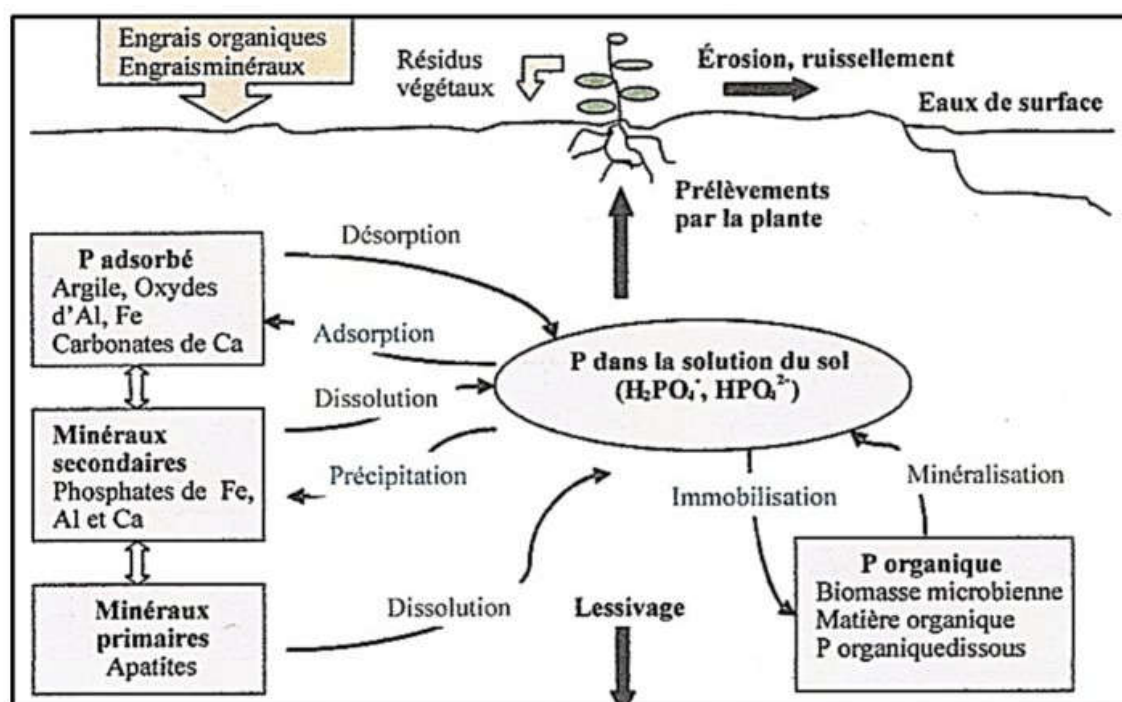 Engrais organiques
Engraisminéraux
Résidus
végétaux
Érosion, ruissellement
Eaux de surface
Prélèvements
par la plante
Désorption
P adsorbé
Argile, Oxydes
d'Al, Fe
Carbonates de Ca
Adsorption
P dans la solution du sol
(H₂PO₄⁻, HPO₄²⁻)
Dissolution
Minéraux
secondaires
Phosphates de Fe,
Al et Ca
Précipitation
Immobilisation
Minéralisation
P organique
Biomasse microbienne
Matière organique
P organiquedissous
Minéraux
primaires
Apatites
Dissolution
Lessivage